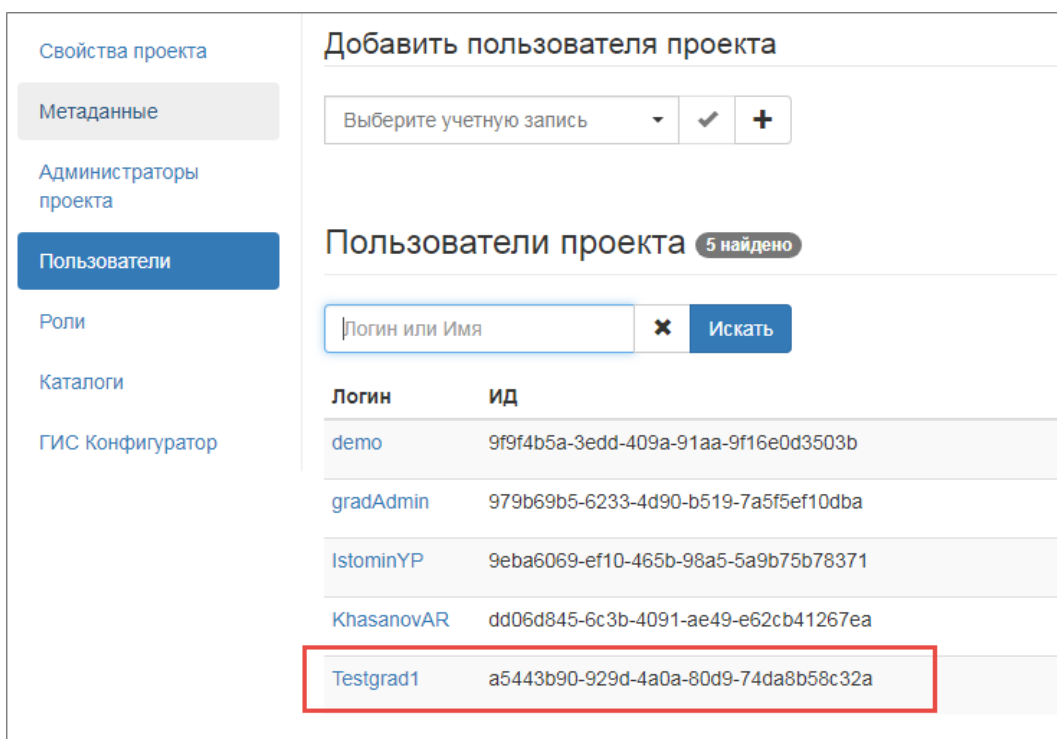 Свойства проекта
Метаданные
Администраторы
проекта
Пользователи
Роли
Каталоги
ГИС Конфигуратор
Добавить пользователя проекта
Выберите учетную запись
Пользователи проекта 5 найдено
Логин или Имя Искать
Логин ИД
demo 9f9f4b5a-3edd-409a-91aa-9f16e0d3503b
gradAdmin 979b69b5-6233-4d90-b519-7a5f5ef10dba
IstominYP 9eba6069-ef10-465b-98a5-5a9b75b78371
KhasanovAR dd06d845-6c3b-4091-ae49-e62cb41267ea
Testgrad1 a5443b90-929d-4a0a-80d9-74da8b58c32a